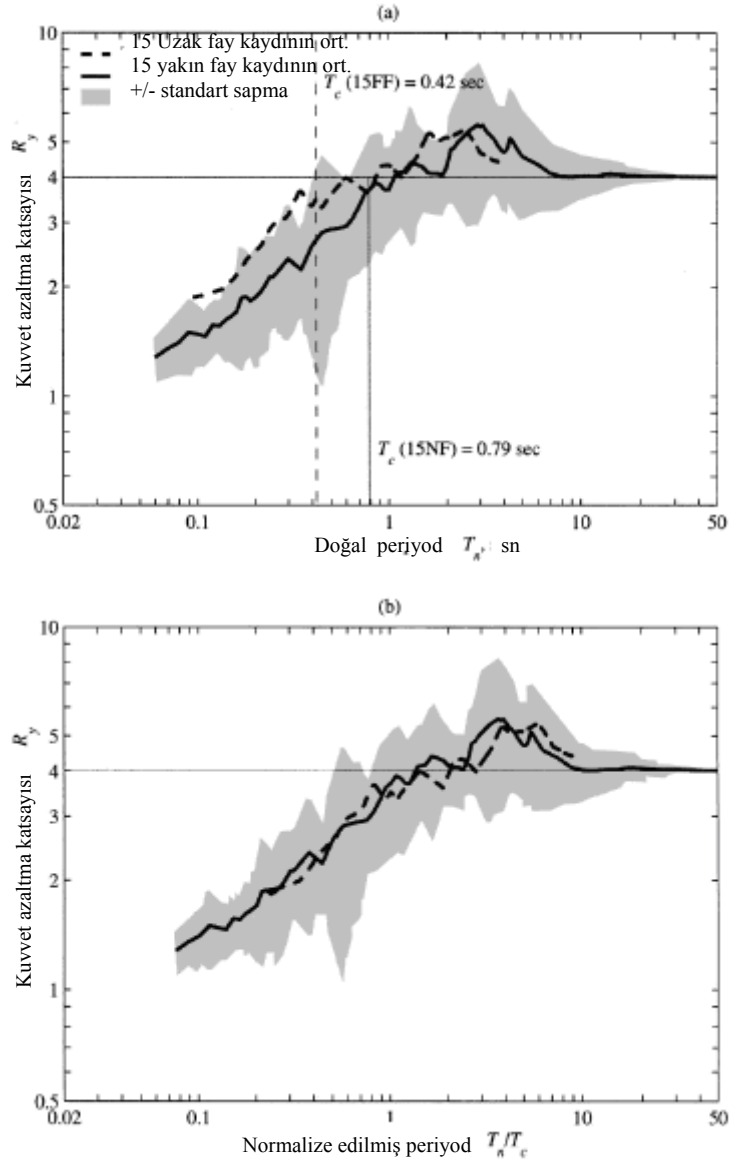 (a)
10
15 Uzak fay kaydının ort.
15 yakın fay kaydının ort.
+/- standart sapma
T_c (15FF) = 0.42 sec
Kuvvet azaltma katsayısı R_y
5
4
3
2
1
0.5
T_c (15NF) = 0.79 sec
0.02 0.1 1 10 50
Doğal periyod T_n, sn
(b)
10
Kuvvet azaltma katsayısı R_y
5
4
3
2
1
0.5
0.02 0.1 1 10 50
Normalize edilmiş periyod T_n/T_c